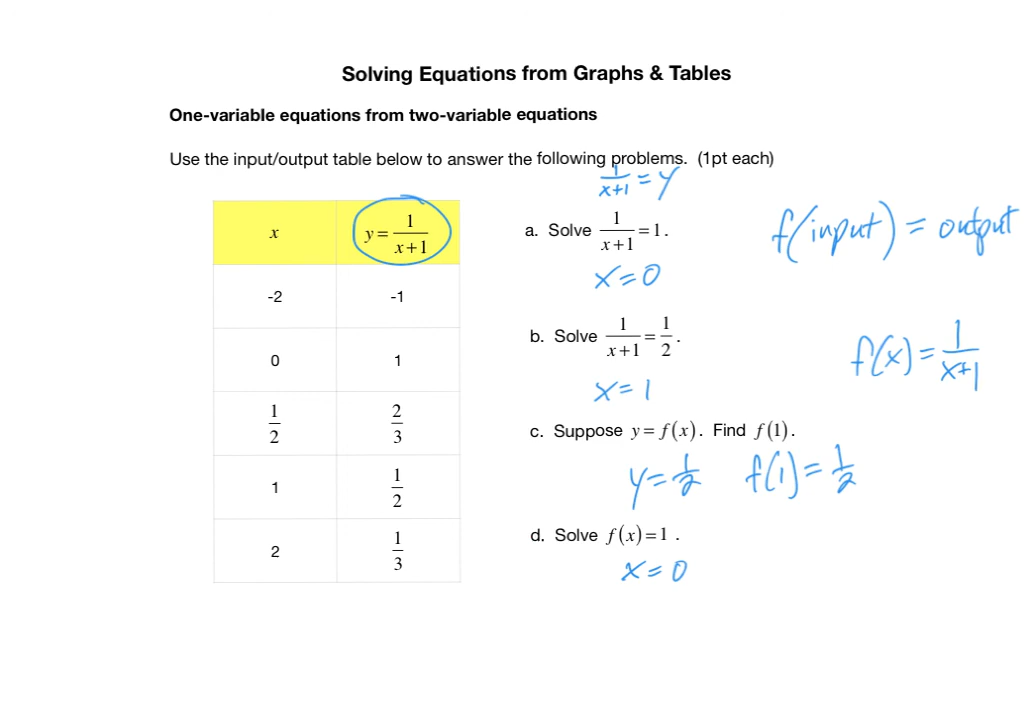 Solving Equations from Graphs & Tables
One-variable equations from two-variable equations
Use the input/output table below to answer the following problems. (1pt each)
1/(x+1) = y
x | y = 1/(x+1)
-2 | -1
0 | 1
1/2 | 2/3
1 | 1/2
2 | 1/3
a. Solve 1/(x+1) = 1.
x = 0
f(input) = output
b. Solve 1/(x+1) = 1/2.
x = 1
f(x) = 1/(x+1)
c. Suppose y = f(x). Find f(1).
y = 1/2 f(1) = 1/2
d. Solve f(x) = 1 .
x = 0